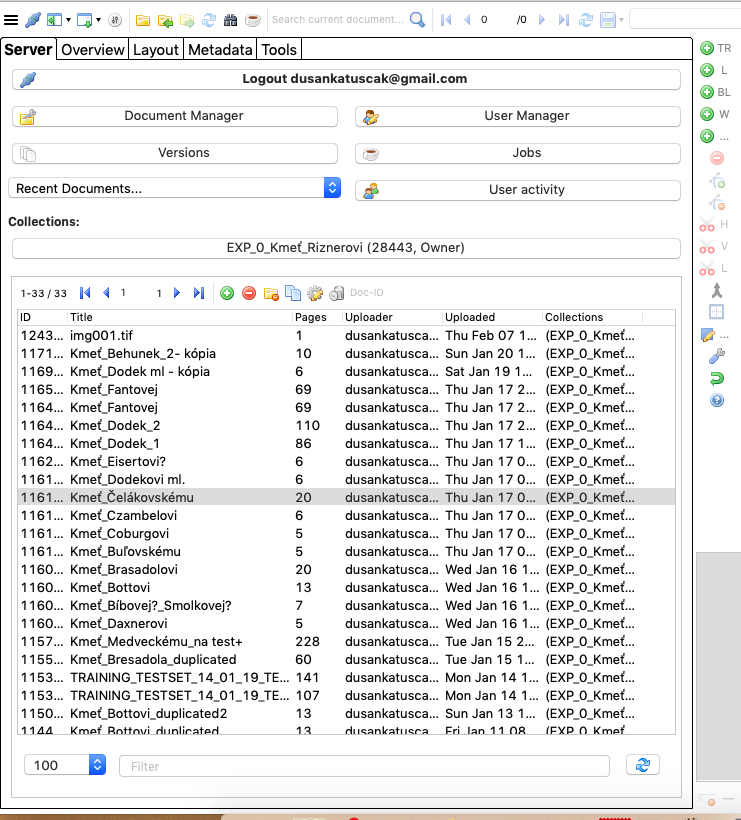 Search current document...
0 /0
Server Overview Layout Metadata Tools
Logout dusankatuscak@gmail.com
Document Manager User Manager
Versions Jobs
Recent Documents... User activity
Collections:
EXP_0_Kmeť_Riznerovi (28443, Owner)
1-33 / 33 1 1 Doc-ID
ID Title Pages Uploader Uploaded Collections
1243... img001.tif 1 dusankatusca... Thu Feb 07 1... (EXP_0_Kmeť...
1171... Kmeť_Behunek_2- kópia 10 dusankatusca... Sun Jan 20 1... (EXP_0_Kmeť...
1169... Kmeť_Dodek ml - kópia 6 dusankatusca... Sat Jan 19 1... (EXP_0_Kmeť...
1165... Kmeť_Fantovej 69 dusankatusca... Thu Jan 17 2... (EXP_0_Kmeť...
1164... Kmeť_Fantovej 69 dusankatusca... Thu Jan 17 2... (EXP_0_Kmeť...
1164... Kmeť_Dodek_2 110 dusankatusca... Thu Jan 17 2... (EXP_0_Kmeť...
1164... Kmeť_Dodek_1 86 dusankatusca... Thu Jan 17 1... (EXP_0_Kmeť...
1162... Kmeť_Eisertovi? 6 dusankatusca... Thu Jan 17 0... (EXP_0_Kmeť...
1161... Kmeť_Dodekovi ml. 6 dusankatusca... Thu Jan 17 0... (EXP_0_Kmeť...
1161... Kmeť_Čelákovskému 20 dusankatusca... Thu Jan 17 0... (EXP_0_Kmeť...
1161... Kmeť_Czambelovi 6 dusankatusca... Thu Jan 17 0... (EXP_0_Kmeť...
1161... Kmeť_Coburgovi 5 dusankatusca... Thu Jan 17 0... (EXP_0_Kmeť...
1161... Kmeť_Buľovskému 5 dusankatusca... Thu Jan 17 0... (EXP_0_Kmeť...
1160... Kmeť_Brasadolovi 20 dusankatusca... Wed Jan 16 1... (EXP_0_Kmeť...
1160... Kmeť_Bottovi 13 dusankatusca... Wed Jan 16 1... (EXP_0_Kmeť...
1160... Kmeť_Bíbovej?_Smolkovej? 7 dusankatusca... Wed Jan 16 1... (EXP_0_Kmeť...
1160... Kmeť_Daxnerovi 5 dusankatusca... Wed Jan 16 1... (EXP_0_Kmeť...
1157... Kmeť_Medveckému_na test+ 228 dusankatusca... Tue Jan 15 2... (EXP_0_Kmeť...
1155... Kmeť_Bresadola_duplicated 60 dusankatusca... Tue Jan 15 1... (EXP_0_Kmeť...
1153... TRAINING_TESTSET_14_01_19_TE... 141 dusankatusca... Mon Jan 14 1... (EXP_0_Kmeť...
1153... TRAINING_TESTSET_14_01_19_TE... 107 dusankatusca... Mon Jan 14 1... (EXP_0_Kmeť...
1150... Kmeť_Bottovi_duplicated2 13 dusankatusca... Sun Jan 13 1... (EXP_0_Kmeť...
1144... Kmeť_Bottovi_duplicated 13 dusankatusca... Fri Jan 11 08... (EXP_0_Kmeť...
100 Filter
TR
L
BL
W
...
H
V
L
...